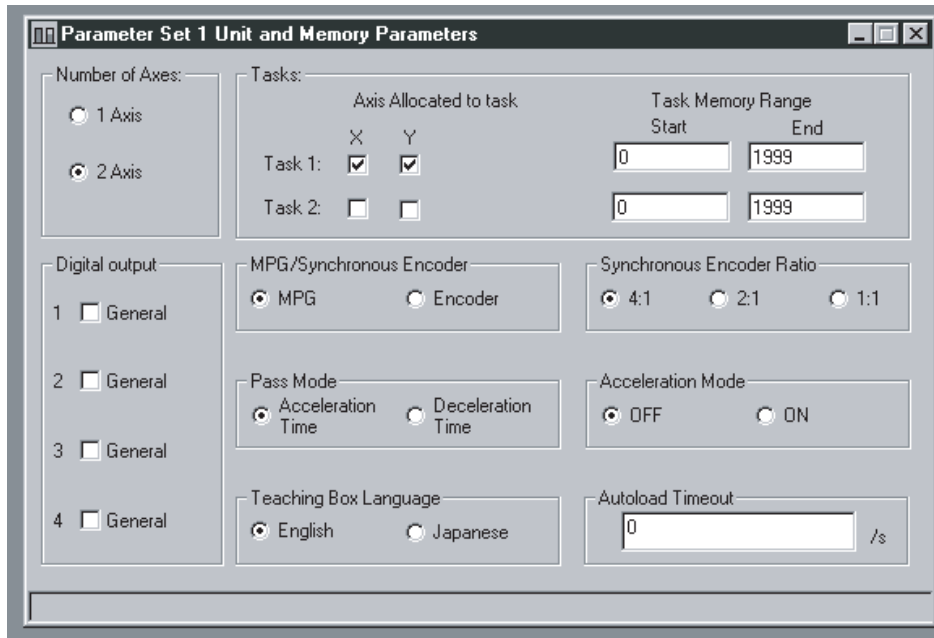 Parameter Set 1 Unit and Memory Parameters
Number of Axes:
1 Axis
2 Axis
Tasks:
Axis Allocated to task
Task Memory Range
X Y
Start End
Task 1: 0 1999
Task 2: 0 1999
Digital output
1 General
2 General
3 General
4 General
MPG/Synchronous Encoder
MPG Encoder
Synchronous Encoder Ratio
4:1 2:1 1:1
Pass Mode
Acceleration Time
Deceleration Time
Acceleration Mode
OFF ON
Teaching Box Language
English Japanese
Autoload Timeout
0 /s